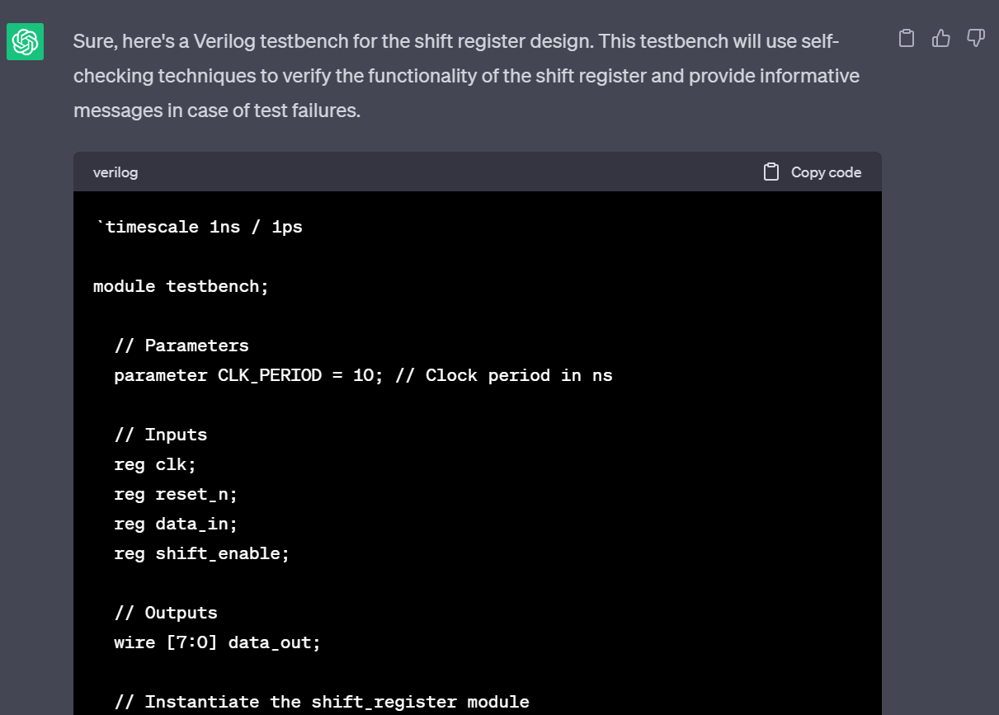 Sure, here's a Verilog testbench for the shift register design. This testbench will use self-
checking techniques to verify the functionality of the shift register and provide informative
messages in case of test failures.
verilog
Copy code
`timescale 1ns / 1ps
module testbench;
// Parameters
parameter CLK_PERIOD = 10; // Clock period in ns
// Inputs
reg clk;
reg reset_n;
reg data_in;
reg shift_enable;
// Outputs
wire [7:0] data_out;
// Instantiate the shift_register module